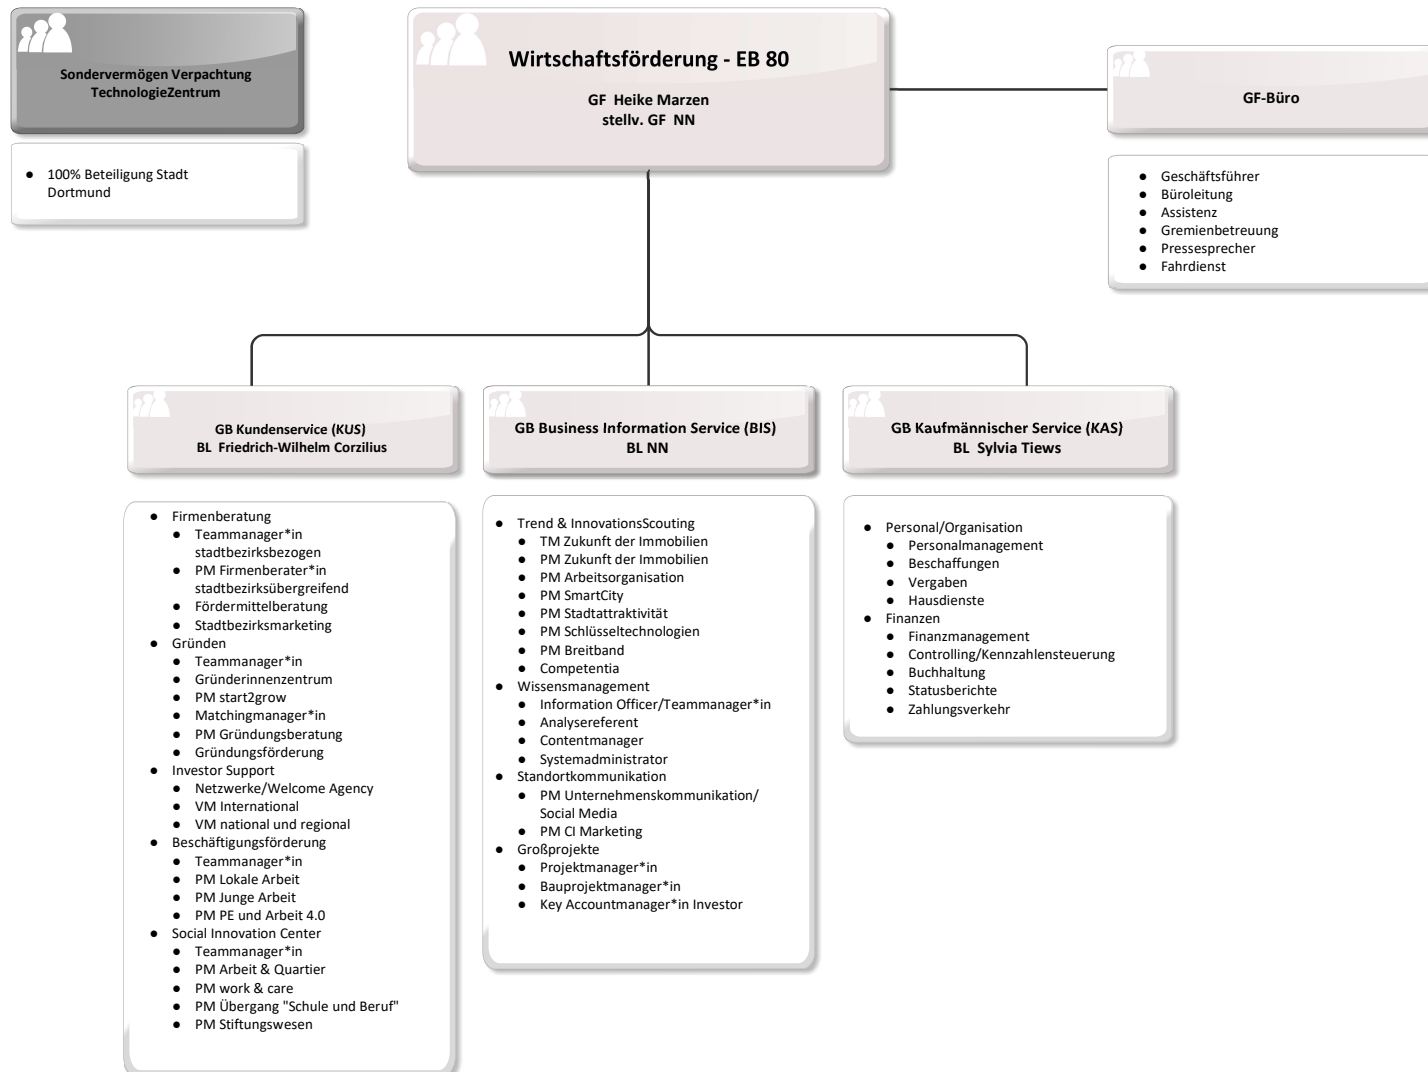 Sondervermögen Verpachtung
TechnologieZentrum
● 100% Beteiligung Stadt
Dortmund
Wirtschaftsförderung - EB 80
GF Heike Marzen
stellv. GF NN
GF-Büro
● Geschäftsführer
● Büroleitung
● Assistenz
● Gremienbetreuung
● Pressesprecher
● Fahrdienst
GB Kundenservice (KUS)
BL Friedrich-Wilhelm Corzilius
● Firmenberatung
● Teammanager*in
stadtbezirksbezogen
● PM Firmenberater*in
stadtbezirksübergreifend
● Fördermittelberatung
● Stadtbezirksmarketing
● Gründen
● Teammanager*in
● Gründerinnenzentrum
● PM start2grow
● Matchingmanager*in
● PM Gründungsberatung
● Gründungsförderung
● Investor Support
● Netzwerke/Welcome Agency
● VM International
● VM national und regional
● Beschäftigungsförderung
● Teammanager*in
● PM Lokale Arbeit
● PM Junge Arbeit
● PM PE und Arbeit 4.0
● Social Innovation Center
● Teammanager*in
● PM Arbeit & Quartier
● PM work & care
● PM Übergang "Schule und Beruf"
● PM Stiftungswesen
GB Business Information Service (BIS)
BL NN
● Trend & InnovationsScouting
● TM Zukunft der Immobilien
● PM Zukunft der Immobilien
● PM Arbeitsorganisation
● PM SmartCity
● PM Stadtattraktivität
● PM Schlüsseltechnologien
● PM Breitband
● Competentia
● Wissensmanagement
● Information Officer/Teammanager*in
● Analysereferent
● Contentmanager
● Systemadministrator
● Standortkommunikation
● PM Unternehmenskommunikation/
Social Media
● PM CI Marketing
● Großprojekte
● Projektmanager*in
● Bauprojektmanager*in
● Key Accountmanager*in Investor
GB Kaufmännischer Service (KAS)
BL Sylvia Tiews
● Personal/Organisation
● Personalmanagement
● Beschaffungen
● Vergaben
● Hausdienste
● Finanzen
● Finanzmanagement
● Controlling/Kennzahlensteuerung
● Buchhaltung
● Statusberichte
● Zahlungsverkehr